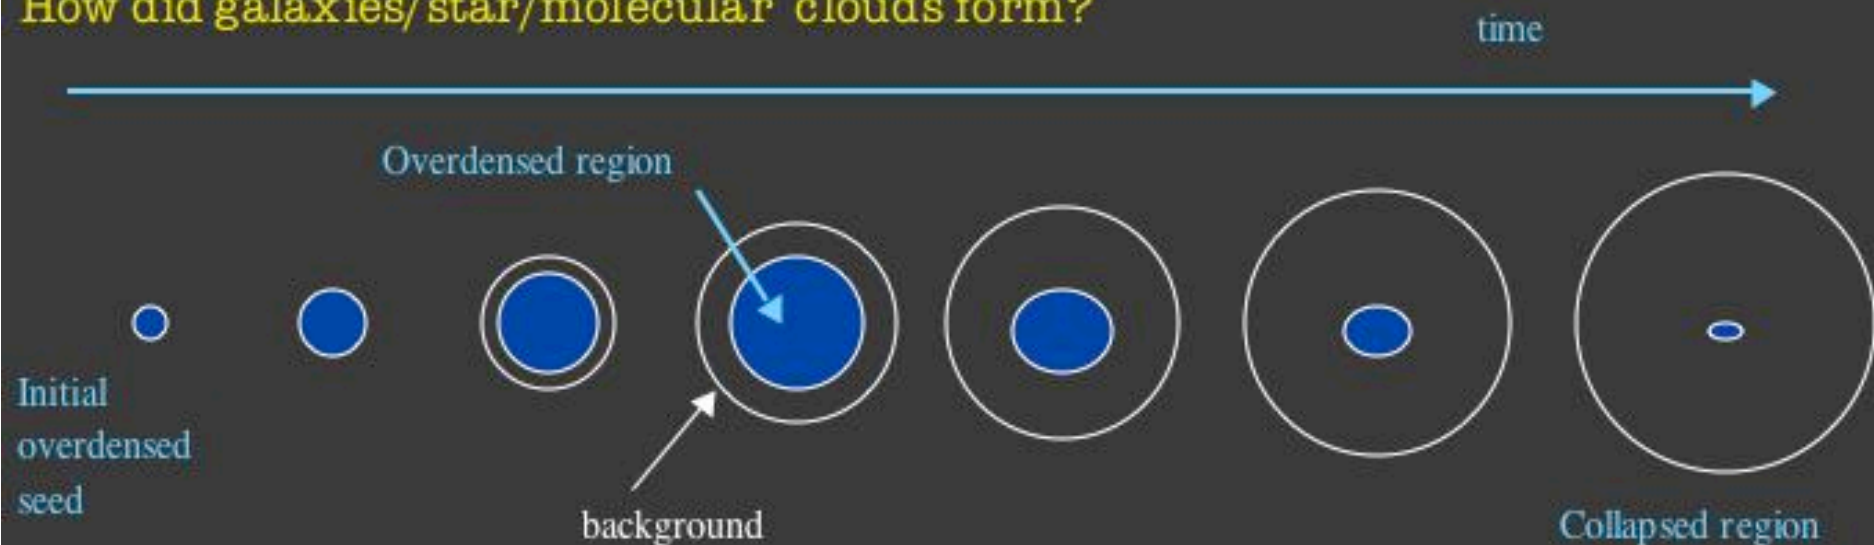 How did galaxies/star/molecular clouds form?
time
Overdensed region
Initial
overdensed
seed
background
Collapsed region